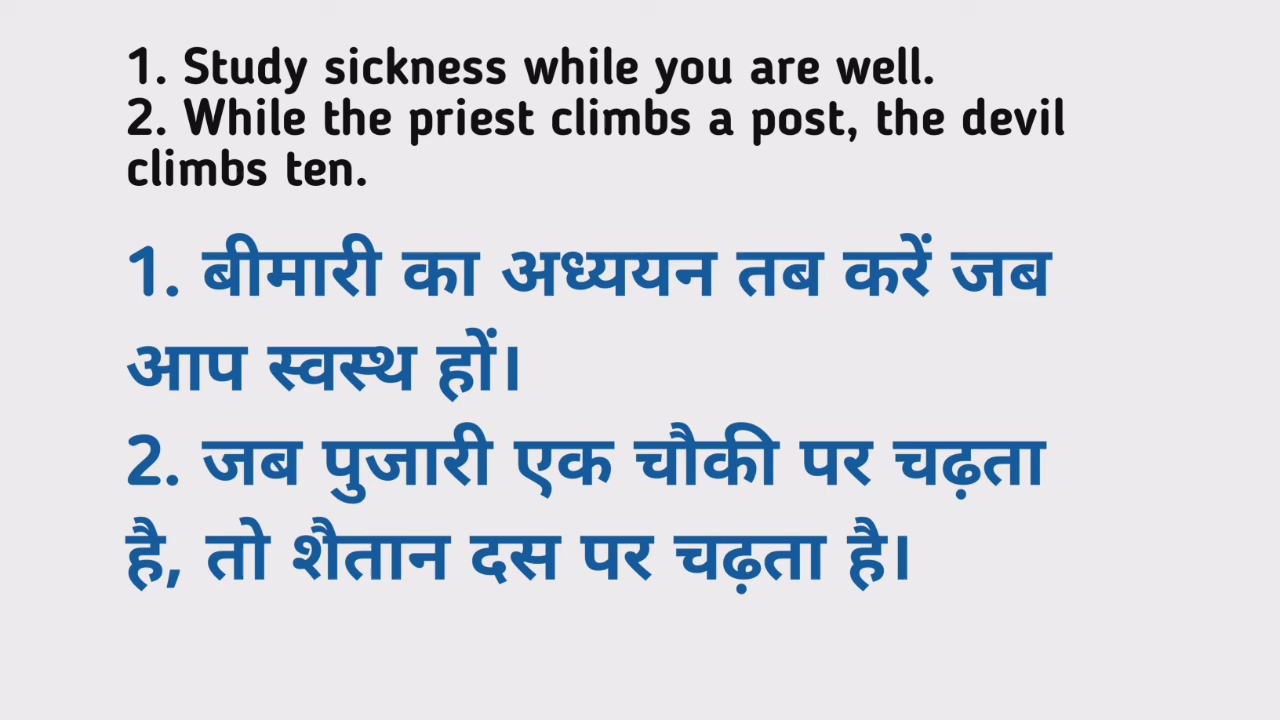 1. Study sickness while you are well.
2. While the priest climbs a post, the devil
climbs ten.
1. बीमारी का अध्ययन तब करें जब
आप स्वस्थ हों।
2. जब पुजारी एक चौकी पर चढ़ता
है, तो शैतान दस पर चढ़ता है।